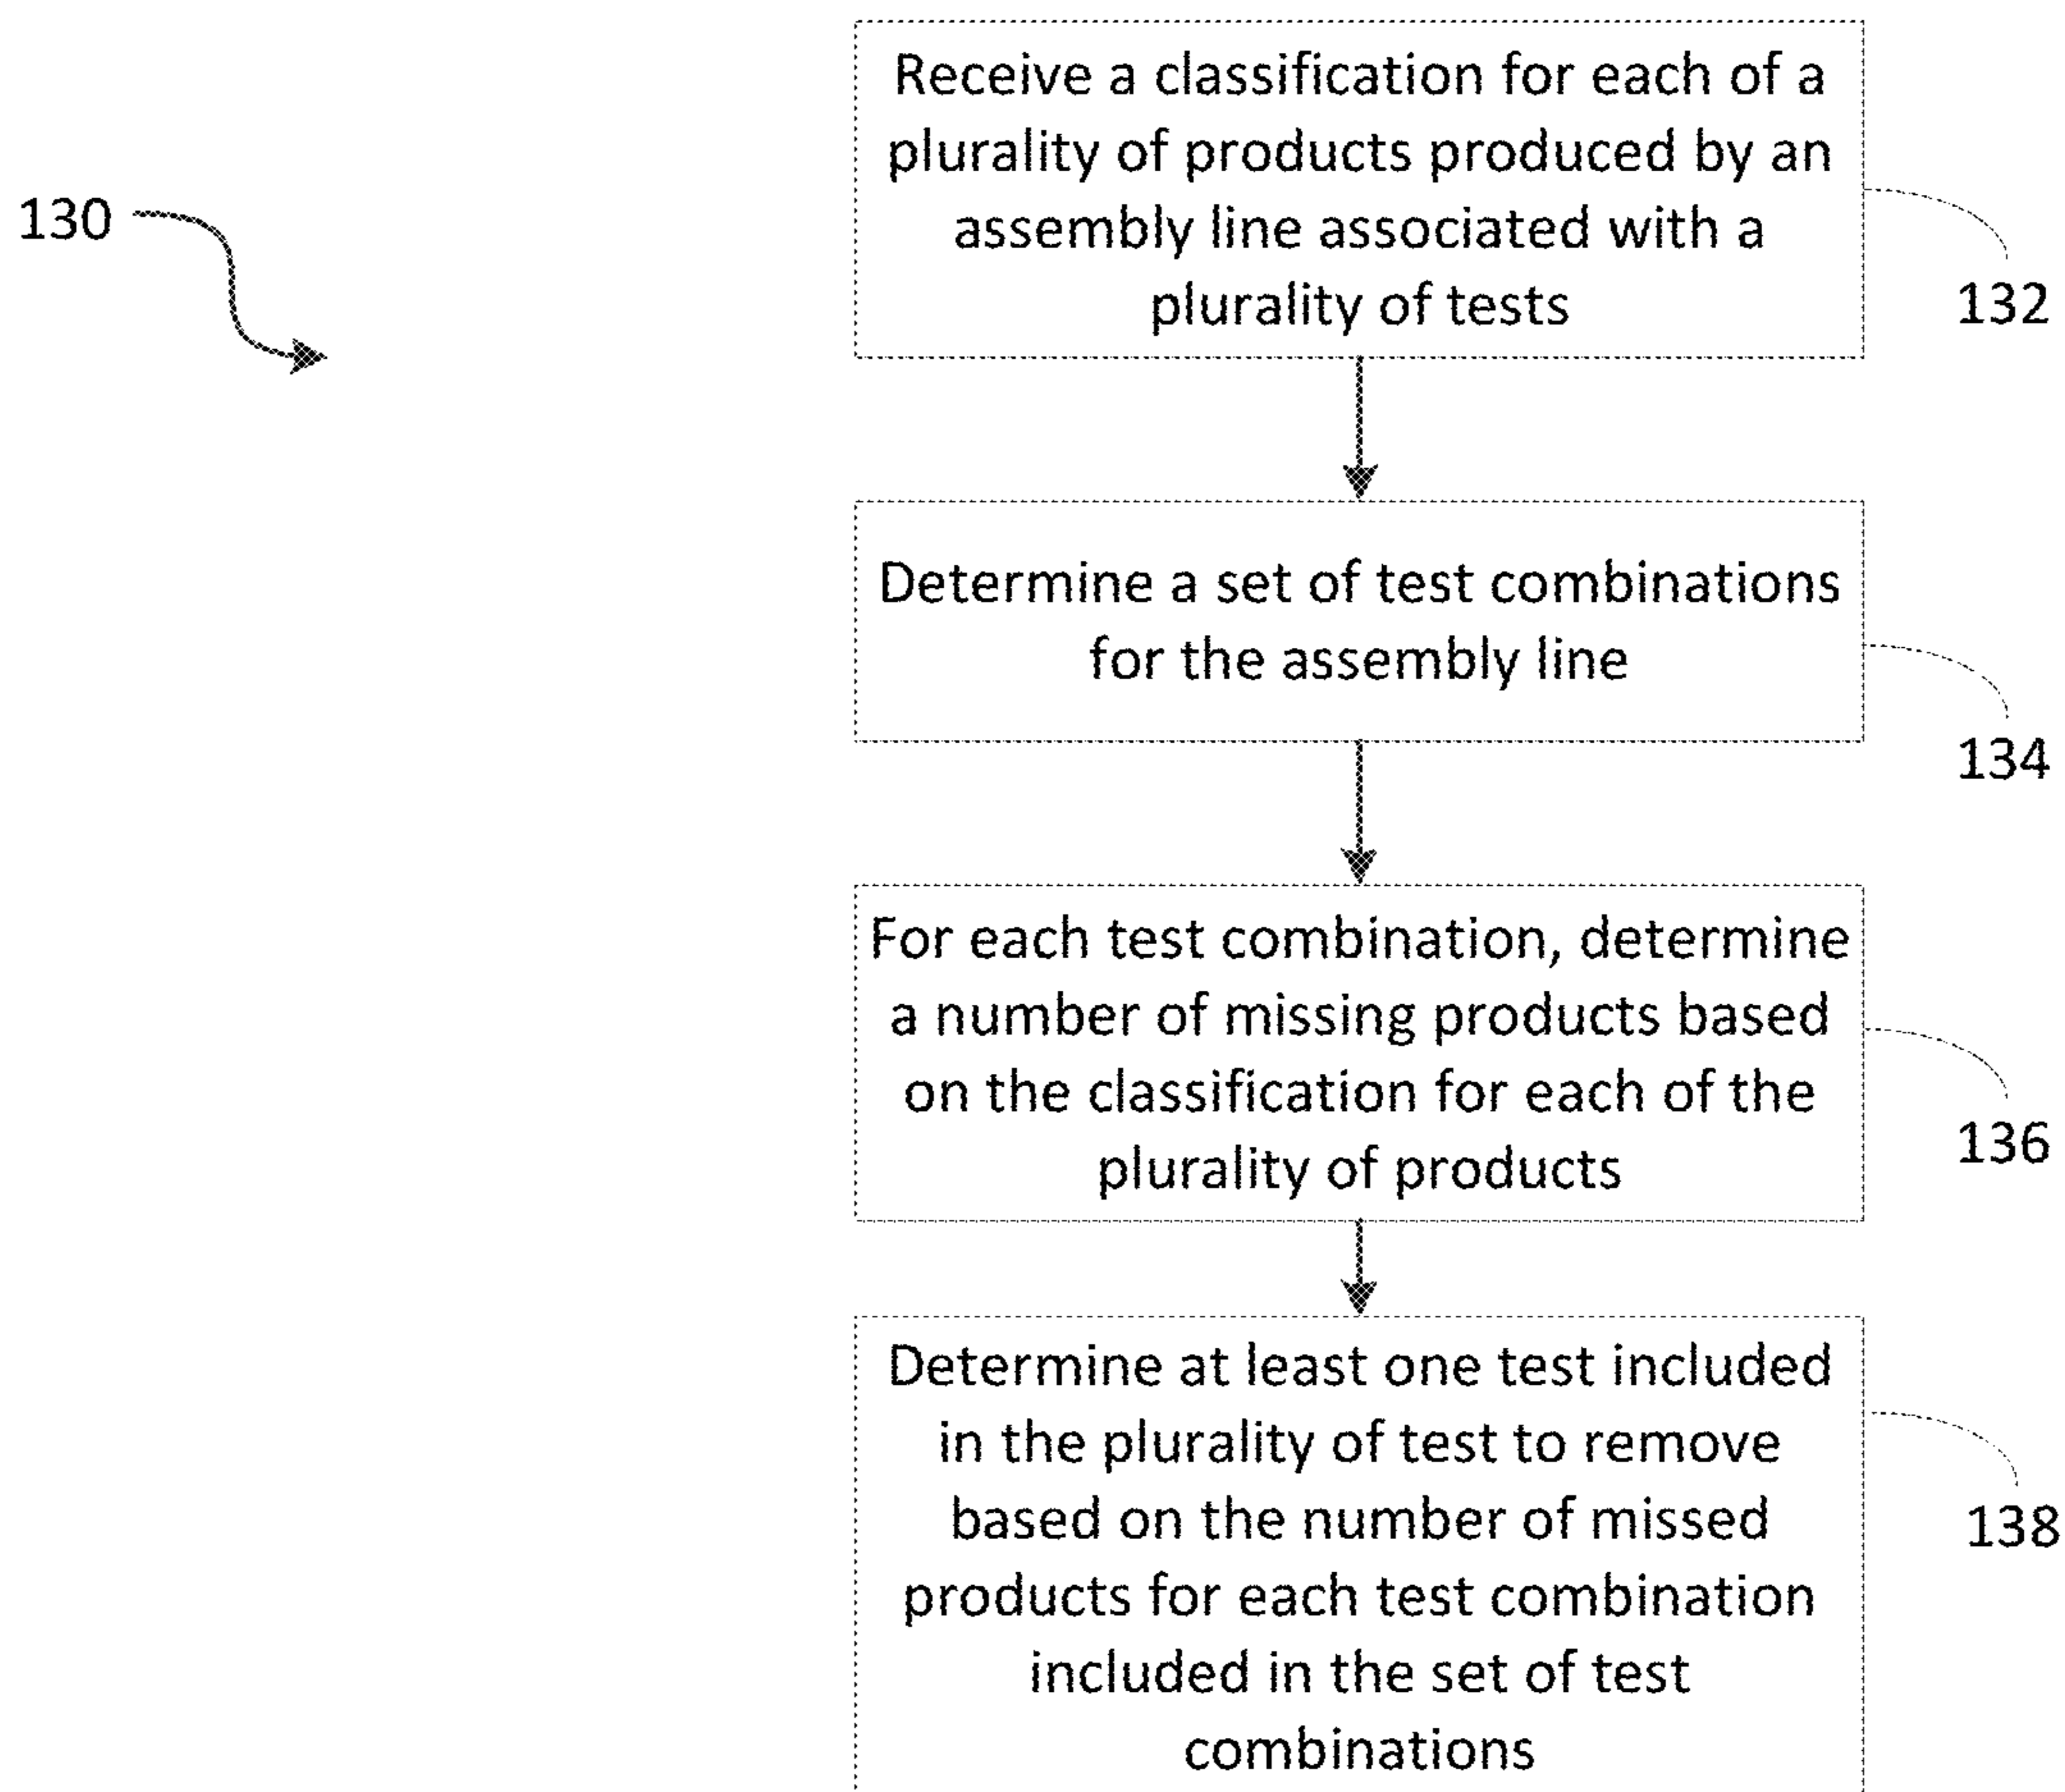 Receive a classification for each of a
plurality of products produced by an
assembly line associated with a
plurality of tests
130
132
Determine a set of test combinations
for the assembly line
134
For each test combination, determine
a number of missing products based
on the classification for each of the
plurality of products
136
Determine at least one test included
in the plurality of test to remove
based on the number of missed
products for each test combination
included in the set of test
combinations
138